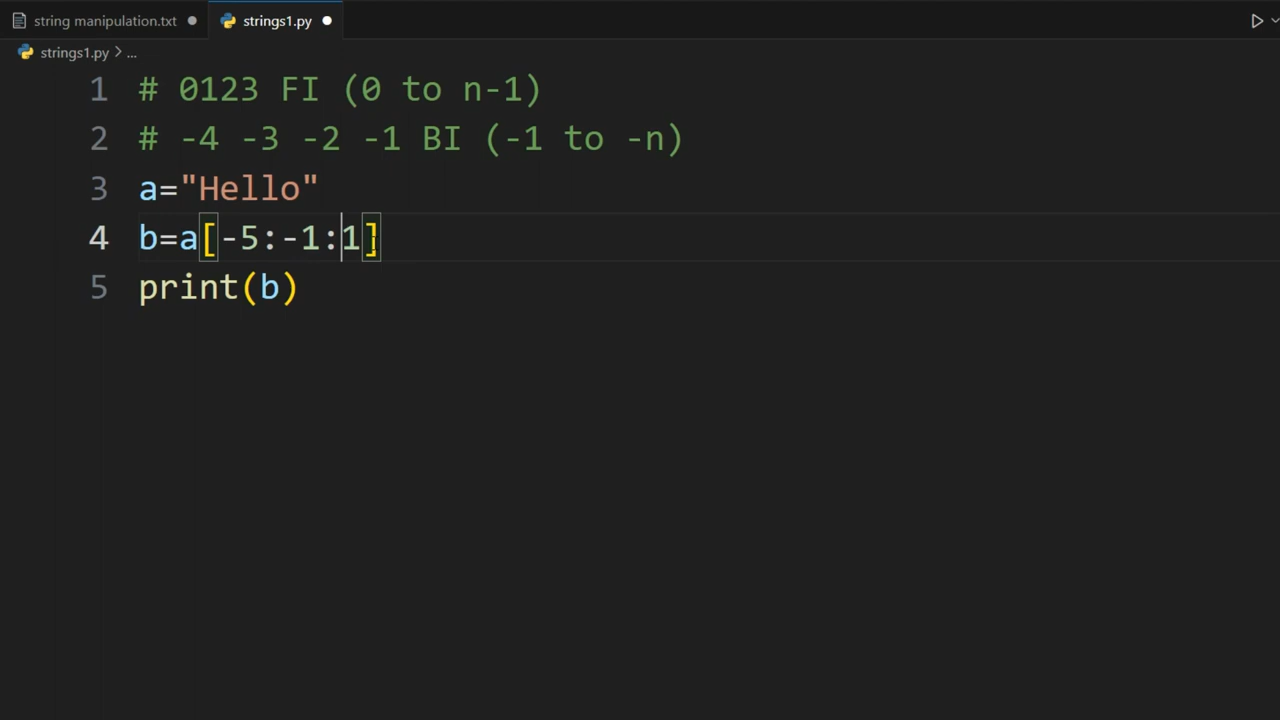 string manipulation.txt
strings1.py
strings1.py > ...
1 # 0123 FI (0 to n-1)
2 # -4 -3 -2 -1 BI (-1 to -n)
3 a="Hello"
4 b=a[-5:-1:1]
5 print(b)